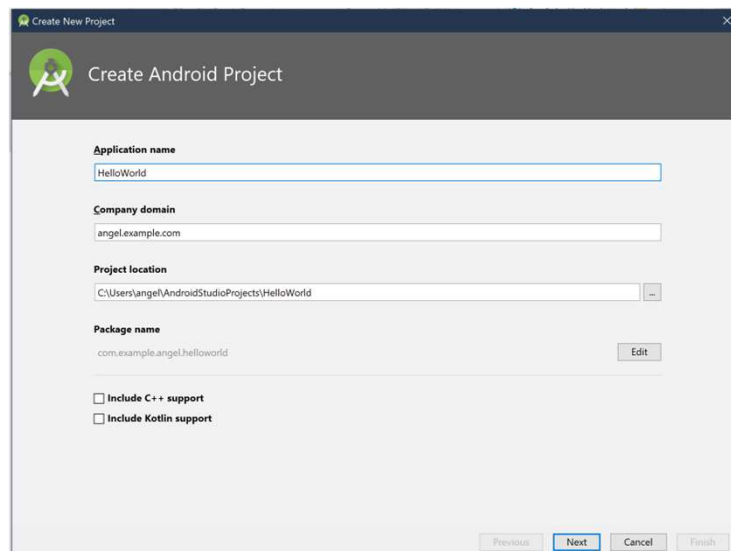 Create New Project
Create Android Project
Application name
HelloWorld
Company domain
angel.example.com
Project location
C:\Users\angel\AndroidStudioProjects\HelloWorld
...
Package name
com.example.angel.helloworld
Edit
Include C++ support
Include Kotlin support
Previous Next Cancel Finish